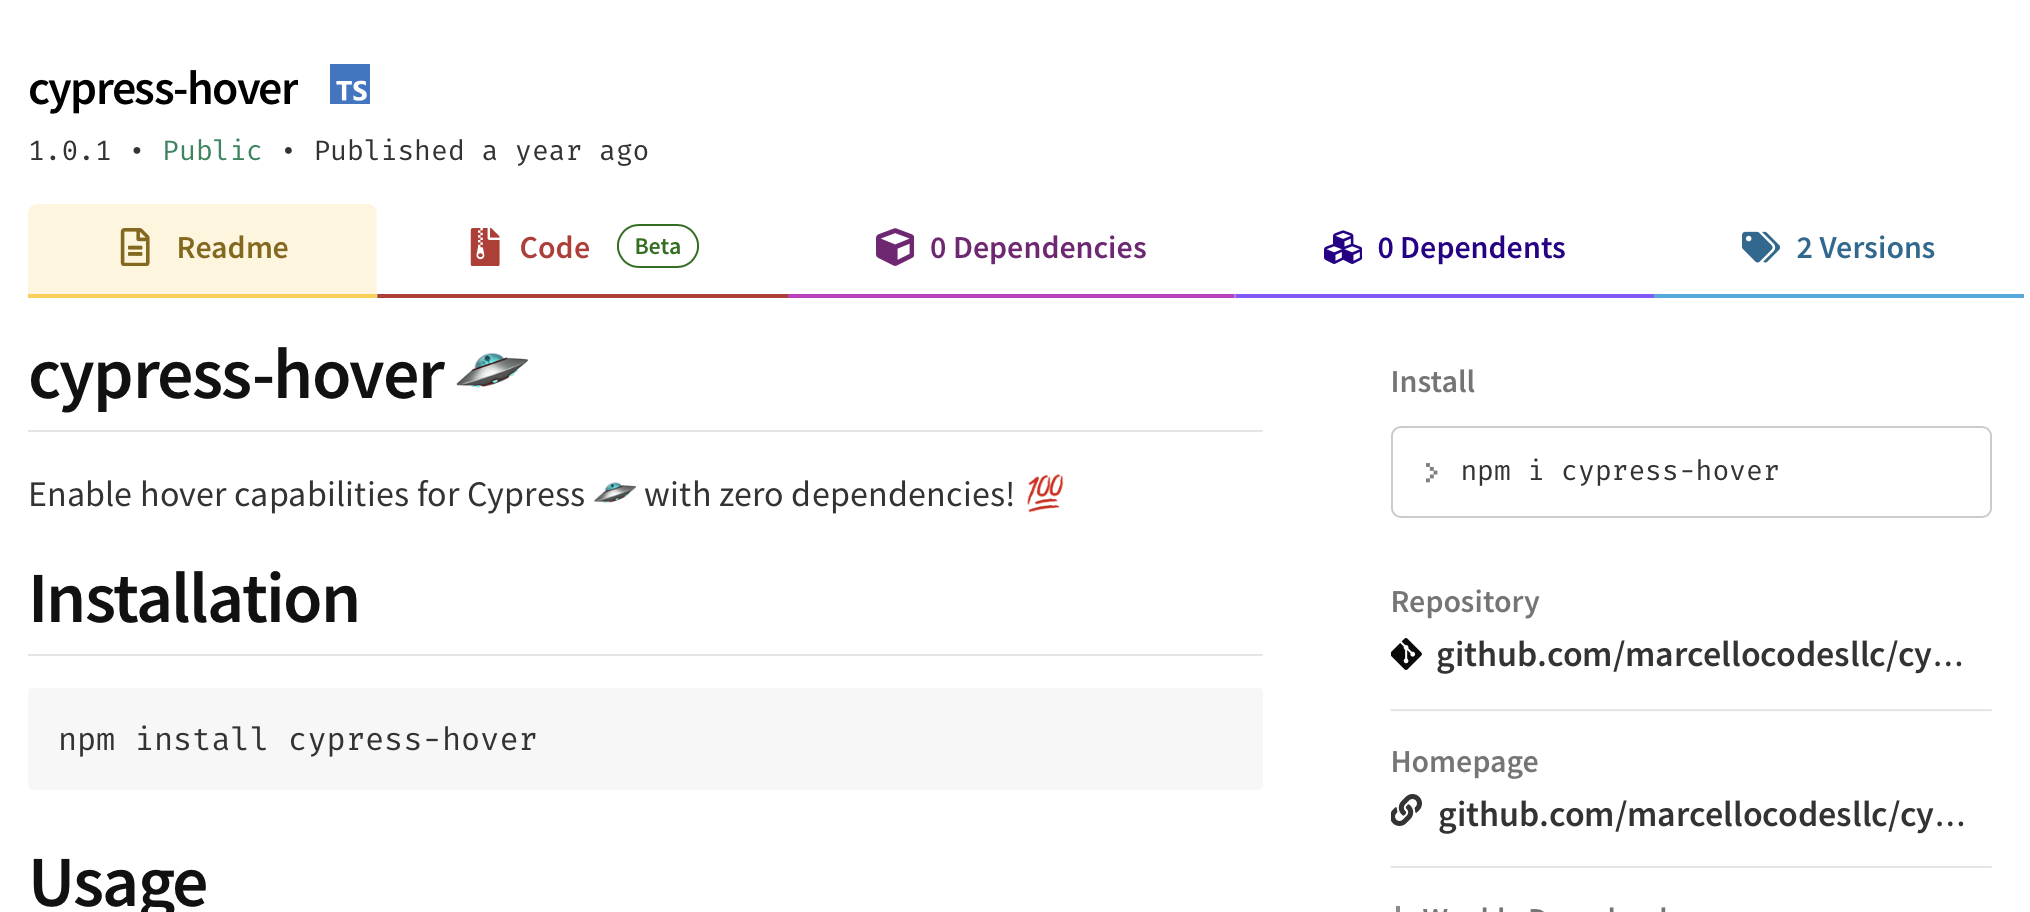 cypress-hover TS
1.0.1 • Public • Published a year ago
Readme
Code Beta
0 Dependencies
0 Dependents
2 Versions
cypress-hover 🛸
Enable hover capabilities for Cypress 🛸 with zero dependencies! 💯
Installation
npm install cypress-hover
Usage
Install
npm i cypress-hover
Repository
github.com/marcellocodesllc/cy...
Homepage
github.com/marcellocodesllc/cy...